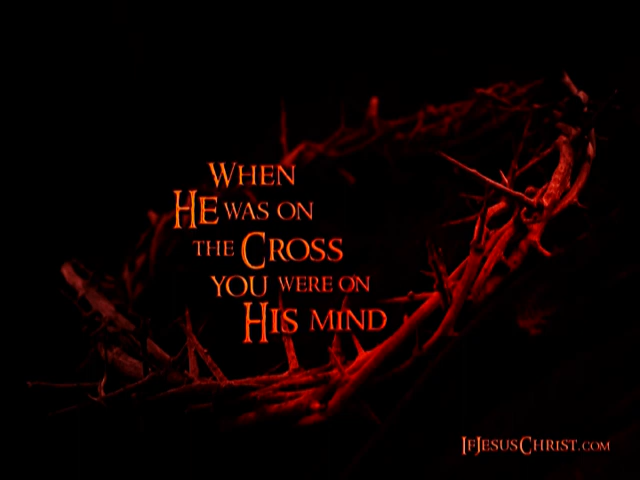 When
He was on
the Cross
you were on
His mind
IfJesusChrist.com